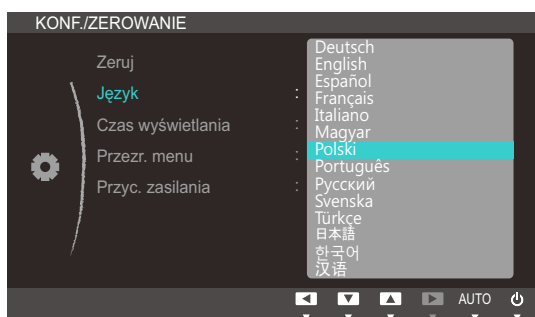 KONF./ZEROWANIE
Zeruj
Język :
Czas wyświetlania :
Przezr. menu :
Przyc. zasilania :
Deutsch
English
Español
Français
Italiano
Magyar
Polski
Português
Русский
Svenska
Türkçe
日本語
한국어
汉语
AUTO